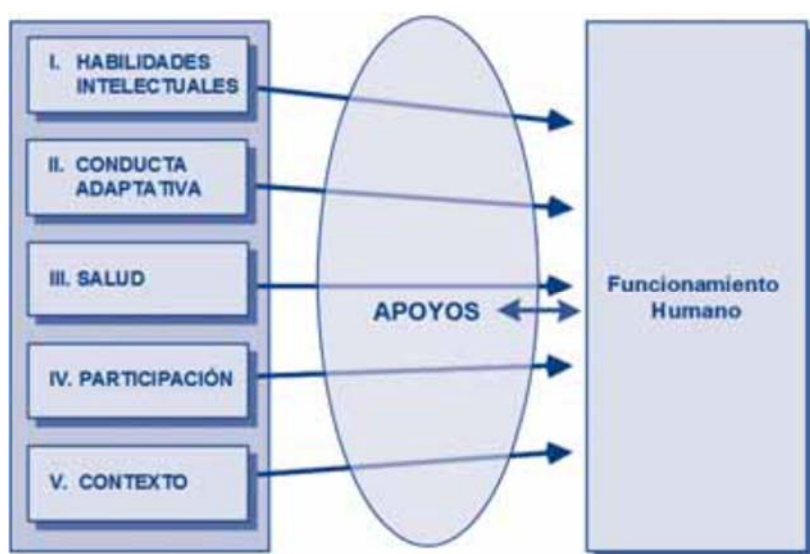 I. HABILIDADES
INTELECTUALES
II. CONDUCTA
ADAPTATIVA
III. SALUD
APOYOS
Funcionamiento
Humano
IV. PARTICIPACIÓN
V. CONTEXTO